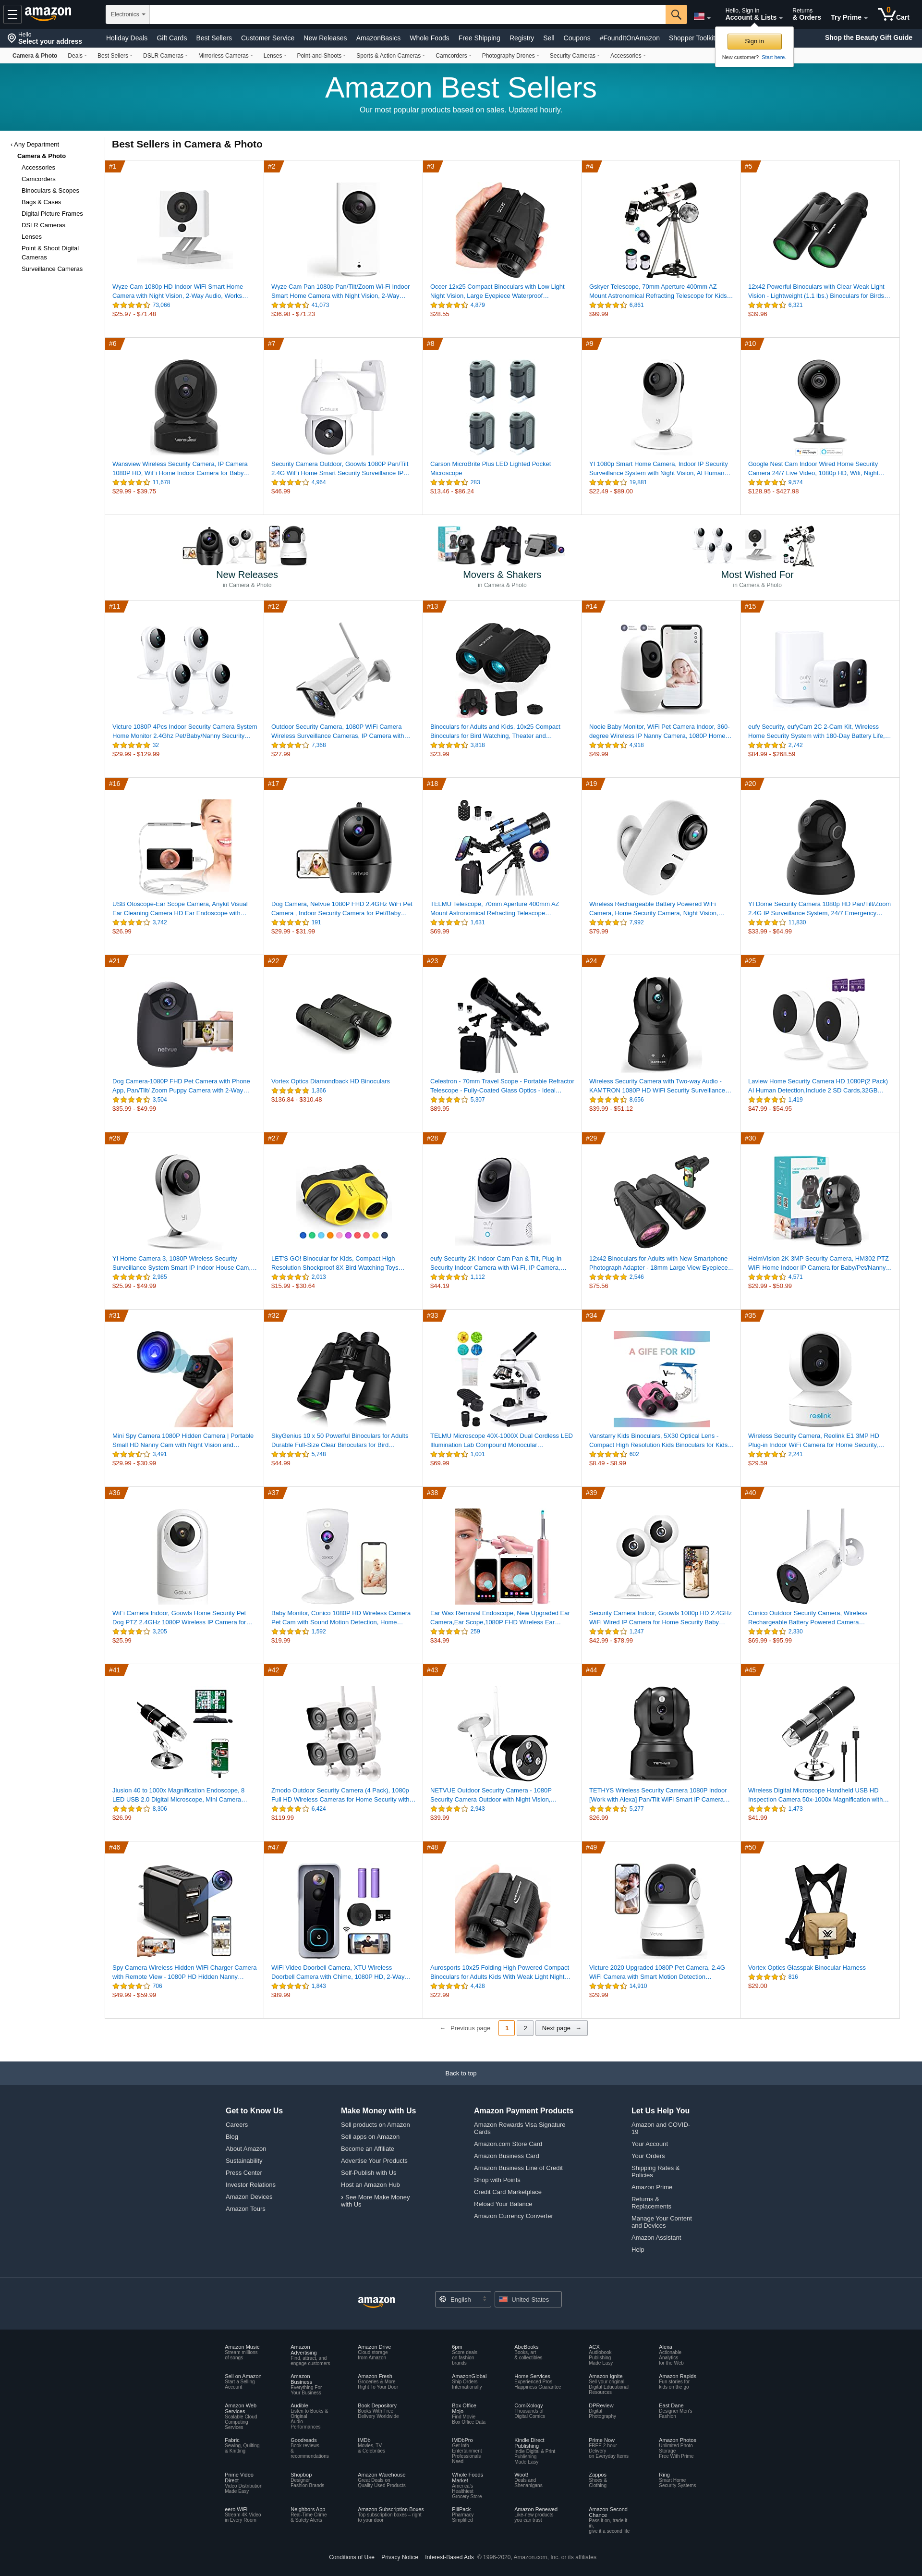 amazon
Electronics
Hello, Sign in
Account & Lists
Returns
& Orders
Try Prime
0
Cart
Hello
Select your address
Holiday Deals
Gift Cards
Best Sellers
Customer Service
New Releases
AmazonBasics
Whole Foods
Free Shipping
Registry
Sell
Coupons
#FoundItOnAmazon
Shopper Toolkit
Shop the Beauty Gift Guide
Sign in
New customer? Start here.
Camera & Photo
Deals
Best Sellers
DSLR Cameras
Mirrorless Cameras
Lenses
Point-and-Shoots
Sports & Action Cameras
Camcorders
Photography Drones
Security Cameras
Accessories
Amazon Best Sellers
Our most popular products based on sales. Updated hourly.
‹ Any Department
Camera & Photo
Accessories
Camcorders
Binoculars & Scopes
Bags & Cases
Digital Picture Frames
DSLR Cameras
Lenses
Point & Shoot Digital
Cameras
Surveillance Cameras
Best Sellers in Camera & Photo
#1
Wyze Cam 1080p HD Indoor WiFi Smart Home
Camera with Night Vision, 2-Way Audio, Works…
73,066
$25.97 - $71.48
#2
Wyze Cam Pan 1080p Pan/Tilt/Zoom Wi-Fi Indoor
Smart Home Camera with Night Vision, 2-Way…
41,073
$36.98 - $71.23
#3
Occer 12x25 Compact Binoculars with Low Light
Night Vision, Large Eyepiece Waterproof…
4,879
$28.55
#4
Gskyer Telescope, 70mm Aperture 400mm AZ
Mount Astronomical Refracting Telescope for Kids…
6,861
$99.99
#5
12x42 Powerful Binoculars with Clear Weak Light
Vision - Lightweight (1.1 lbs.) Binoculars for Birds…
6,321
$39.96
#6
Wansview Wireless Security Camera, IP Camera
1080P HD, WiFi Home Indoor Camera for Baby…
11,678
$29.99 - $39.75
#7
Security Camera Outdoor, Goowls 1080P Pan/Tilt
2.4G WiFi Home Smart Security Surveillance IP…
4,964
$46.99
#8
Carson MicroBrite Plus LED Lighted Pocket
Microscope
283
$13.46 - $86.24
#9
YI 1080p Smart Home Camera, Indoor IP Security
Surveillance System with Night Vision, AI Human…
19,881
$22.49 - $89.00
#10
Google Nest Cam Indoor Wired Home Security
Camera 24/7 Live Video, 1080p HD, Wifi, Night…
9,574
$128.95 - $427.98
New Releases
in Camera & Photo
Movers & Shakers
in Camera & Photo
Most Wished For
in Camera & Photo
#11
Victure 1080P 4Pcs Indoor Security Camera System
Home Monitor 2.4Ghz Pet/Baby/Nanny Security…
32
$29.99 - $129.99
#12
Outdoor Security Camera, 1080P WiFi Camera
Wireless Surveillance Cameras, IP Camera with…
7,368
$27.99
#13
Binoculars for Adults and Kids, 10x25 Compact
Binoculars for Bird Watching, Theater and…
3,818
$23.99
#14
Nooie Baby Monitor, WiFi Pet Camera Indoor, 360-
degree Wireless IP Nanny Camera, 1080P Home…
4,918
$49.99
#15
eufy Security, eufyCam 2C 2-Cam Kit, Wireless
Home Security System with 180-Day Battery Life,…
2,742
$84.99 - $268.59
#16
USB Otoscope-Ear Scope Camera, Anykit Visual
Ear Cleaning Camera HD Ear Endoscope with…
3,742
$26.99
#17
Dog Camera, Netvue 1080P FHD 2.4GHz WiFi Pet
Camera , Indoor Security Camera for Pet/Baby…
191
$29.99 - $31.99
#18
TELMU Telescope, 70mm Aperture 400mm AZ
Mount Astronomical Refracting Telescope…
1,631
$69.99
#19
Wireless Rechargeable Battery Powered WiFi
Camera, Home Security Camera, Night Vision,…
7,992
$79.99
#20
YI Dome Security Camera 1080p HD Pan/Tilt/Zoom
2.4G IP Surveillance System, 24/7 Emergency…
11,830
$33.99 - $64.99
#21
netvue
Dog Camera-1080P FHD Pet Camera with Phone
App, Pan/Tilt/ Zoom Puppy Camera with 2-Way…
3,504
$35.99 - $49.99
#22
Vortex Optics Diamondback HD Binoculars
1,366
$136.84 - $310.48
#23
Celestron - 70mm Travel Scope - Portable Refractor
Telescope - Fully-Coated Glass Optics - Ideal…
5,307
$89.95
#24
Wireless Security Camera with Two-way Audio -
KAMTRON 1080P HD WiFi Security Surveillance…
8,656
$39.99 - $51.12
#25
Laview Home Security Camera HD 1080P(2 Pack)
AI Human Detection,Include 2 SD Cards,32GB…
1,419
$47.99 - $54.95
#26
YI Home Camera 3, 1080P Wireless Security
Surveillance System Smart IP Indoor House Cam,…
2,985
$25.99 - $49.99
#27
LET'S GO! Binocular for Kids, Compact High
Resolution Shockproof 8X Bird Watching Toys…
2,013
$15.99 - $30.64
#28
eufy Security 2K Indoor Cam Pan & Tilt, Plug-in
Security Indoor Camera with Wi-Fi, IP Camera,…
1,112
$44.19
#29
12x42 Binoculars for Adults with New Smartphone
Photograph Adapter - 18mm Large View Eyepiece…
2,546
$75.56
#30
HeimVision 2K 3MP Security Camera, HM302 PTZ
WiFi Home Indoor IP Camera for Baby/Pet/Nanny…
4,571
$29.99 - $50.99
#31
Mini Spy Camera 1080P Hidden Camera | Portable
Small HD Nanny Cam with Night Vision and…
3,491
$29.99 - $30.99
#32
SkyGenius 10 x 50 Powerful Binoculars for Adults
Durable Full-Size Clear Binoculars for Bird…
5,748
$44.99
#33
TELMU Microscope 40X-1000X Dual Cordless LED
Illumination Lab Compound Monocular…
1,001
$69.99
#34
A GIFE FOR KID
Vanstarry Kids Binoculars, 5X30 Optical Lens -
Compact High Resolution Kids Binoculars for Kids…
602
$8.49 - $8.99
#35
reolink
Wireless Security Camera, Reolink E1 3MP HD
Plug-in Indoor WiFi Camera for Home Security,…
2,241
$29.59
#36
WiFi Camera Indoor, Goowls Home Security Pet
Dog PTZ 2.4GHz 1080P Wireless IP Camera for…
3,205
$25.99
#37
Baby Monitor, Conico 1080P HD Wireless Camera
Pet Cam with Sound Motion Detection, Home…
1,592
$19.99
#38
Ear Wax Removal Endoscope, New Upgraded Ear
Camera,Ear Scope,1080P FHD Wireless Ear…
259
$34.99
#39
Security Camera Indoor, Goowls 1080p HD 2.4GHz
WiFi Wired IP Camera for Home Security Baby…
1,247
$42.99 - $78.99
#40
Conico Outdoor Security Camera, Wireless
Rechargeable Battery Powered Camera…
2,330
$69.99 - $95.99
#41
Jiusion 40 to 1000x Magnification Endoscope, 8
LED USB 2.0 Digital Microscope, Mini Camera…
8,306
$26.99
#42
Zmodo Outdoor Security Camera (4 Pack), 1080p
Full HD Wireless Cameras for Home Security with…
6,424
$119.99
#43
NETVUE Outdoor Security Camera - 1080P
Security Camera Outdoor with Night Vision,…
2,943
$39.99
#44
TETHYS Wireless Security Camera 1080P Indoor
[Work with Alexa] Pan/Tilt WiFi Smart IP Camera…
5,277
$26.99
#45
Wireless Digital Microscope Handheld USB HD
Inspection Camera 50x-1000x Magnification with…
1,473
$41.99
#46
Spy Camera Wireless Hidden WiFi Charger Camera
with Remote View - 1080P HD Hidden Nanny…
706
$49.99 - $59.99
#47
WiFi Video Doorbell Camera, XTU Wireless
Doorbell Camera with Chime, 1080P HD, 2-Way…
1,843
$89.99
#48
Aurosports 10x25 Folding High Powered Compact
Binoculars for Adults Kids With Weak Light Night…
4,428
$22.99
#49
Victure 2020 Upgraded 1080P Pet Camera, 2.4G
WiFi Camera with Smart Motion Detection…
14,910
$29.99
#50
Vortex Optics Glasspak Binocular Harness
816
$29.00
← Previous page
1
2
Next page →
Back to top
Get to Know Us
Careers
Blog
About Amazon
Sustainability
Press Center
Investor Relations
Amazon Devices
Amazon Tours
Make Money with Us
Sell products on Amazon
Sell apps on Amazon
Become an Affiliate
Advertise Your Products
Self-Publish with Us
Host an Amazon Hub
› See More Make Money
with Us
Amazon Payment Products
Amazon Rewards Visa Signature
Cards
Amazon.com Store Card
Amazon Business Card
Amazon Business Line of Credit
Shop with Points
Credit Card Marketplace
Reload Your Balance
Amazon Currency Converter
Let Us Help You
Amazon and COVID-
19
Your Account
Your Orders
Shipping Rates &
Policies
Amazon Prime
Returns &
Replacements
Manage Your Content
and Devices
Amazon Assistant
Help
amazon
English
United States
Amazon Music
Stream millions
of songs
Amazon
Advertising
Find, attract, and
engage customers
Amazon Drive
Cloud storage
from Amazon
6pm
Score deals
on fashion
brands
AbeBooks
Books, art
& collectibles
ACX
Audiobook
Publishing
Made Easy
Alexa
Actionable
Analytics
for the Web
Sell on Amazon
Start a Selling
Account
Amazon
Business
Everything For
Your Business
Amazon Fresh
Groceries & More
Right To Your Door
AmazonGlobal
Ship Orders
Internationally
Home Services
Experienced Pros
Happiness Guarantee
Amazon Ignite
Sell your original
Digital Educational
Resources
Amazon Rapids
Fun stories for
kids on the go
Amazon Web
Services
Scalable Cloud
Computing
Services
Audible
Listen to Books &
Original
Audio
Performances
Book Depository
Books With Free
Delivery Worldwide
Box Office
Mojo
Find Movie
Box Office Data
ComiXology
Thousands of
Digital Comics
DPReview
Digital
Photography
East Dane
Designer Men's
Fashion
Fabric
Sewing, Quilting
& Knitting
Goodreads
Book reviews
&
recommendations
IMDb
Movies, TV
& Celebrities
IMDbPro
Get Info
Entertainment
Professionals
Need
Kindle Direct
Publishing
Indie Digital & Print
Publishing
Made Easy
Prime Now
FREE 2-hour
Delivery
on Everyday Items
Amazon Photos
Unlimited Photo
Storage
Free With Prime
Prime Video
Direct
Video Distribution
Made Easy
Shopbop
Designer
Fashion Brands
Amazon Warehouse
Great Deals on
Quality Used Products
Whole Foods
Market
America's
Healthiest
Grocery Store
Woot!
Deals and
Shenanigans
Zappos
Shoes &
Clothing
Ring
Smart Home
Security Systems
eero WiFi
Stream 4K Video
in Every Room
Neighbors App
Real-Time Crime
& Safety Alerts
Amazon Subscription Boxes
Top subscription boxes – right
to your door
PillPack
Pharmacy
Simplified
Amazon Renewed
Like-new products
you can trust
Amazon Second
Chance
Pass it on, trade it
in,
give it a second life
Conditions of Use
Privacy Notice
Interest-Based Ads
© 1996-2020, Amazon.com, Inc. or its affiliates